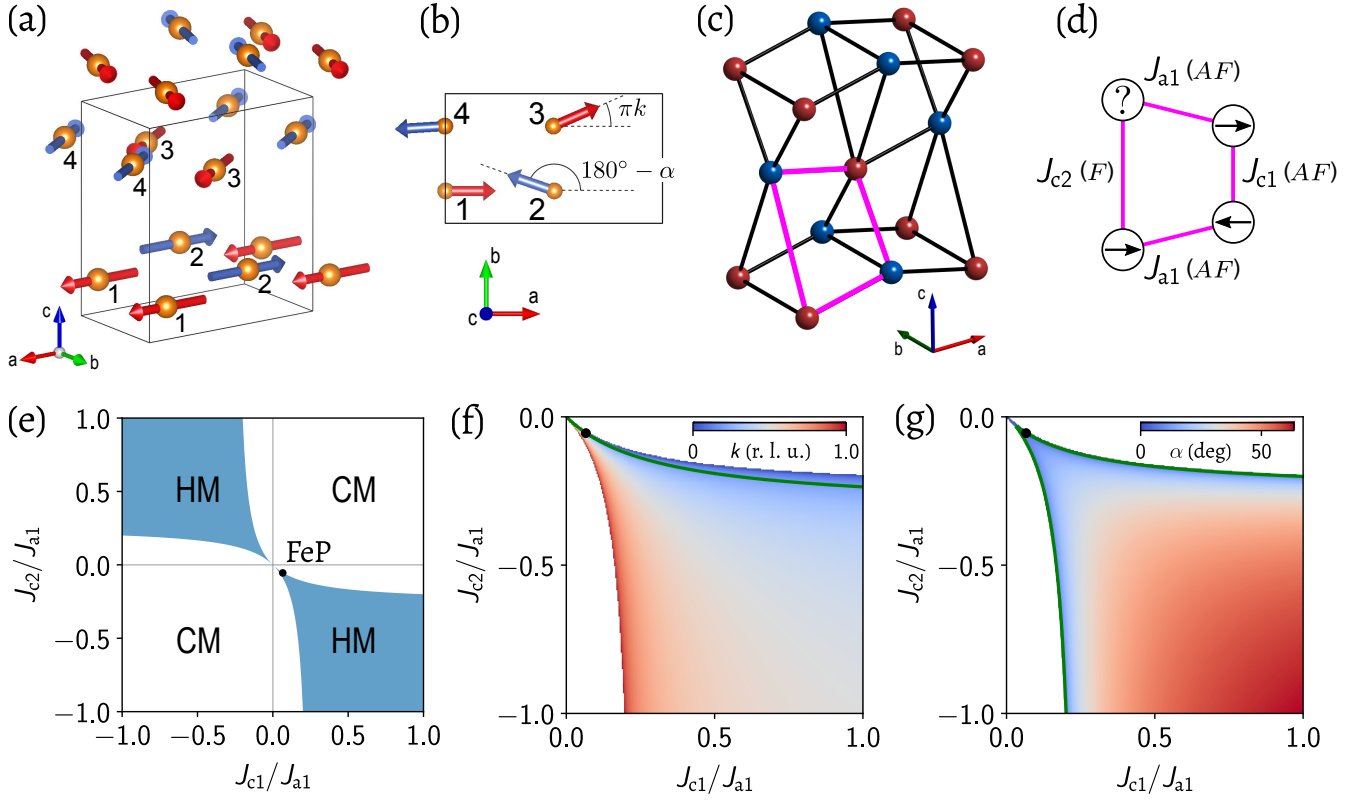 (a)
4
3
4
3
2
2
1
1
c
a
b
(b)
4
3
πk
180° − α
1
2
b
a
c
(c)
c
b
a
(d)
J_a1 (AF)
?
J_c2 (F)
J_c1 (AF)
J_a1 (AF)
(e)
1.0
0.5
0.0
−0.5
−1.0
J_c2/J_a1
HM
CM
FeP
CM
HM
−1.0
−0.5
0.0
0.5
1.0
J_c1/J_a1
(f)
0.0
−0.5
−1.0
J_c2/J_a1
0
k (r. l. u.)
1.0
0.0
0.5
1.0
J_c1/J_a1
(g)
0.0
−0.5
−1.0
J_c2/J_a1
0
α (deg)
50
0.0
0.5
1.0
J_c1/J_a1